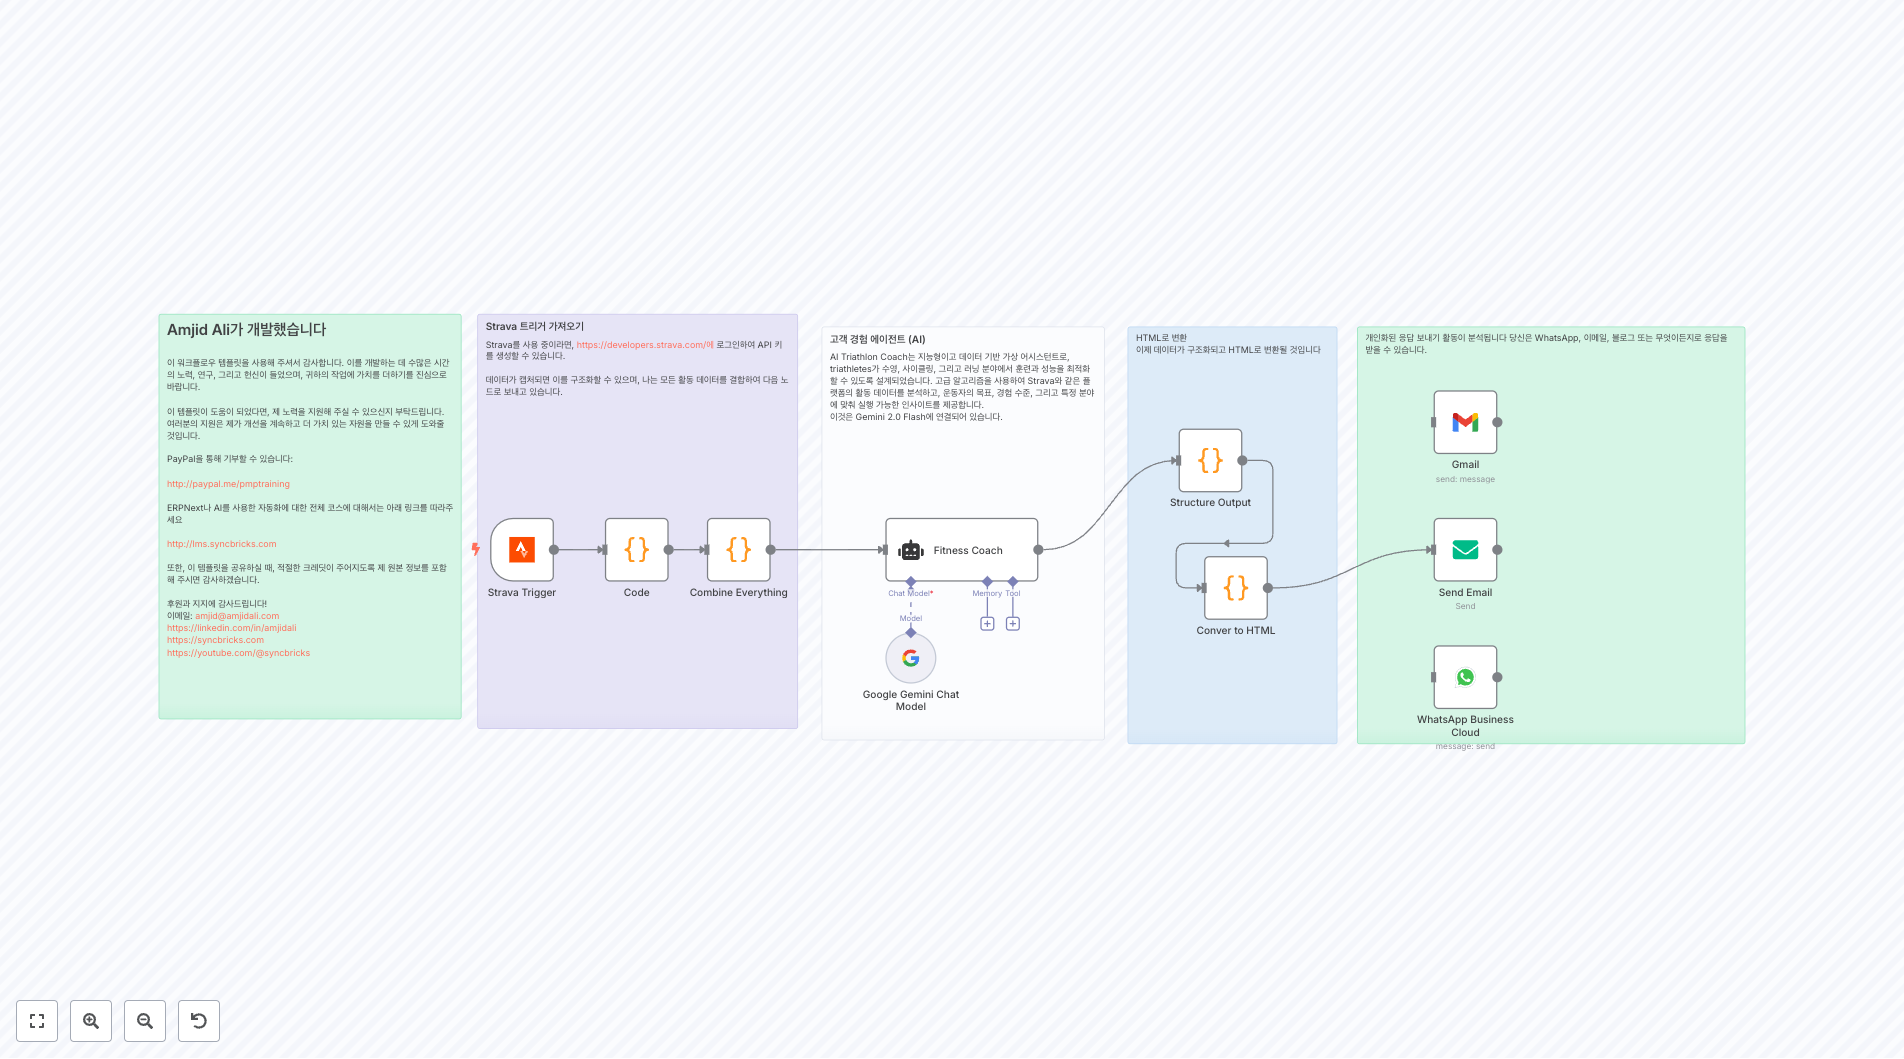 Amjid Ali가 개발했습니다
이 워크플로우 템플릿을 사용해 주셔서 감사합니다. 이를 개발하는 데 수많은 시간
의 노력, 연구, 그리고 헌신이 들었으며, 귀하의 작업에 가치를 더하기를 진심으로
바랍니다.
이 템플릿이 도움이 되었다면, 제 노력을 지원해 주실 수 있으신지 부탁드립니다.
여러분의 지원은 제가 개선을 계속하고 더 가치 있는 자원을 만들 수 있게 도와줄
것입니다.
PayPal을 통해 기부할 수 있습니다:
http://paypal.me/pmptraining
ERPNext나 AI를 사용한 자동화에 대한 전체 코스에 대해서는 아래 링크를 따라주
세요
http://lms.syncbricks.com
또한, 이 템플릿을 공유하실 때, 적절한 크레딧이 주어지도록 제 원본 정보를 포함
해 주시면 감사하겠습니다.
후원과 지지에 감사드립니다!
이메일: amjid@amjidali.com
https://linkedin.com/in/amjidali
https://syncbricks.com
https://youtube.com/@syncbricks
Strava 트리거 가져오기
Strava를 사용 중이라면, https://developers.strava.com/에 로그인하여 API 키
를 생성할 수 있습니다.
데이터가 캡처되면 이를 구조화할 수 있으며, 나는 모든 활동 데이터를 결합하여 다음 노
드로 보내고 있습니다.
Strava Trigger
Code
Combine Everything
고객 경험 에이전트 (AI)
AI Triathlon Coach는 지능형이고 데이터 기반 가상 어시스턴트로,
triathletes가 수영, 사이클링, 그리고 러닝 분야에서 훈련과 성능을 최적화
할 수 있도록 설계되었습니다. 고급 알고리즘을 사용하여 Strava와 같은 플
랫폼의 활동 데이터를 분석하고, 운동자의 목표, 경험 수준, 그리고 특정 분야
에 맞춰 실행 가능한 인사이트를 제공합니다.
이것은 Gemini 2.0 Flash에 연결되어 있습니다.
Fitness Coach
Chat Model*
Memory
Tool
Model
Google Gemini Chat
Model
HTML로 변환
이제 데이터가 구조화되고 HTML로 변환될 것입니다
Structure Output
Conver to HTML
개인화된 응답 보내기 활동이 분석됩니다 당신은 WhatsApp, 이메일, 블로그 또는 무엇이든지로 응답을
받을 수 있습니다.
Gmail
send: message
Send Email
Send
WhatsApp Business
Cloud
message: send